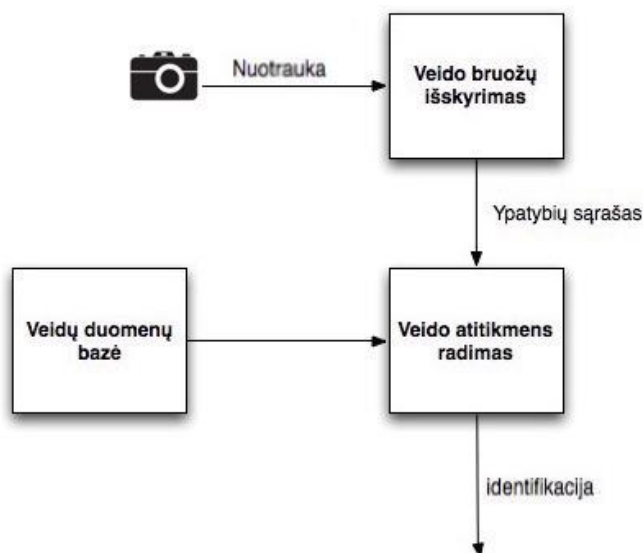 Nuotrauka
Veido bruožų
išskyrimas
Ypatybių sąrašas
Veidų duomenų
bazė
Veido atitikmens
radimas
identifikacija